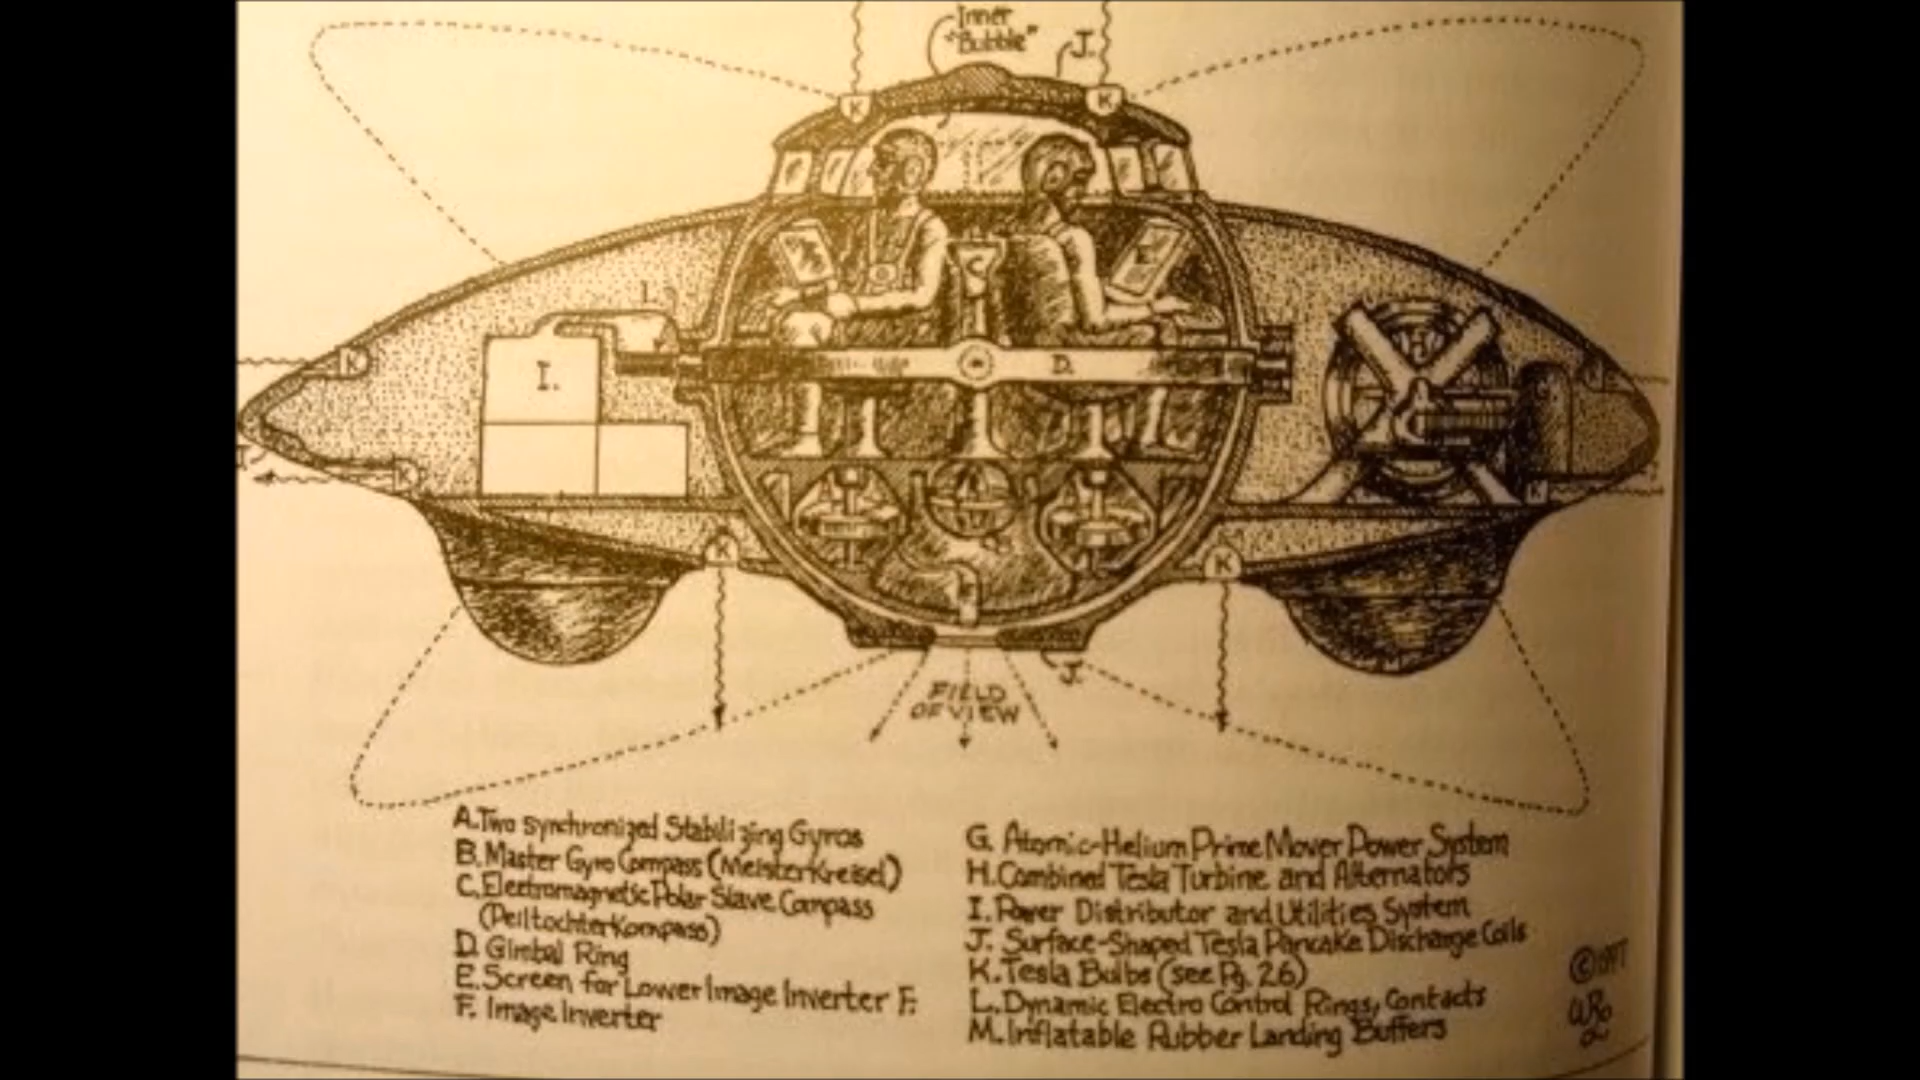 Inner
"Bubble"
J.
K
K
C
L
I.
D.
H
G
K
K
K
K
K
FIELD
OF VIEW
J.
A. Two synchronized Stabilizing Gyros
B. Master Gyro Compass (Meisterkreisel)
C. Electromagnetic Polar Slave Compass
(Peiltochterkompass)
D. Gimbal Ring
E. Screen for Lower Image Inverter F.
F. Image Inverter
G. Atomic-Helium Prime Mover Power System
H. Combined Tesla Turbine and Alternators
I. Power Distributor and Utilities System
J. Surface-Shaped Tesla Pancake Discharge Coils
K. Tesla Bulbs (see Pg. 26)
L. Dynamic Electro Control Rings, Contacts
M. Inflatable Rubber Landing Buffers